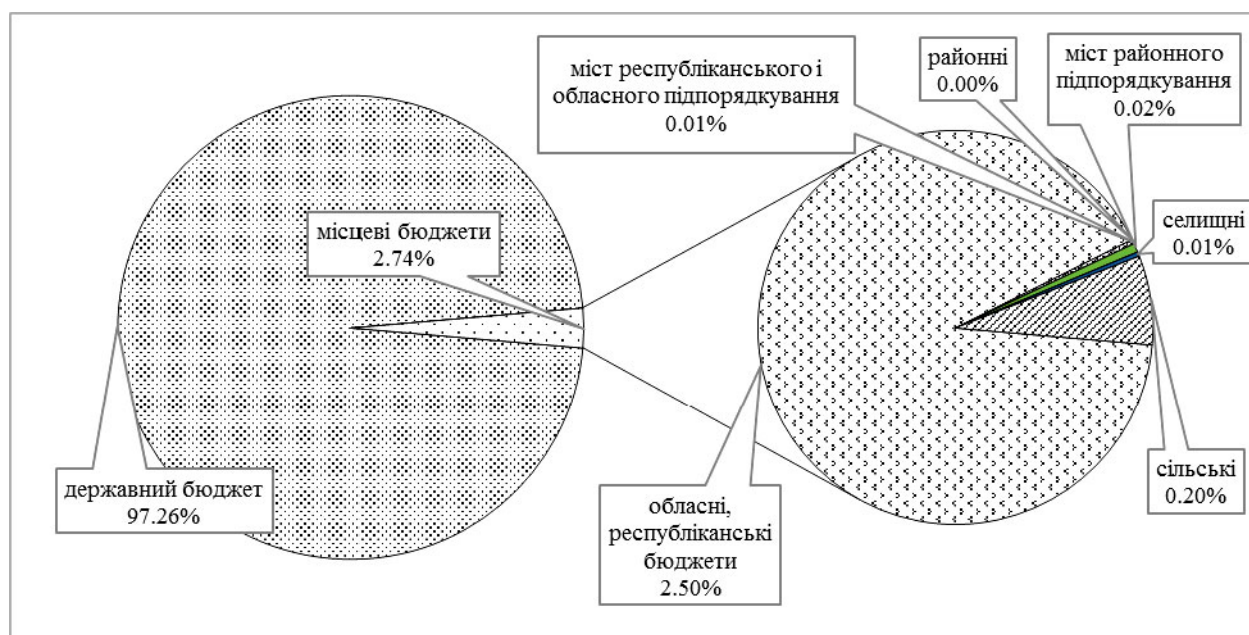 міст республіканського і
обласного підпорядкування
0.01%
районні
0.00%
міст районного
підпорядкування
0.02%
місцеві бюджети
2.74%
селищні
0.01%
державний бюджет
97.26%
обласні,
республіканські
бюджети
2.50%
сільські
0.20%